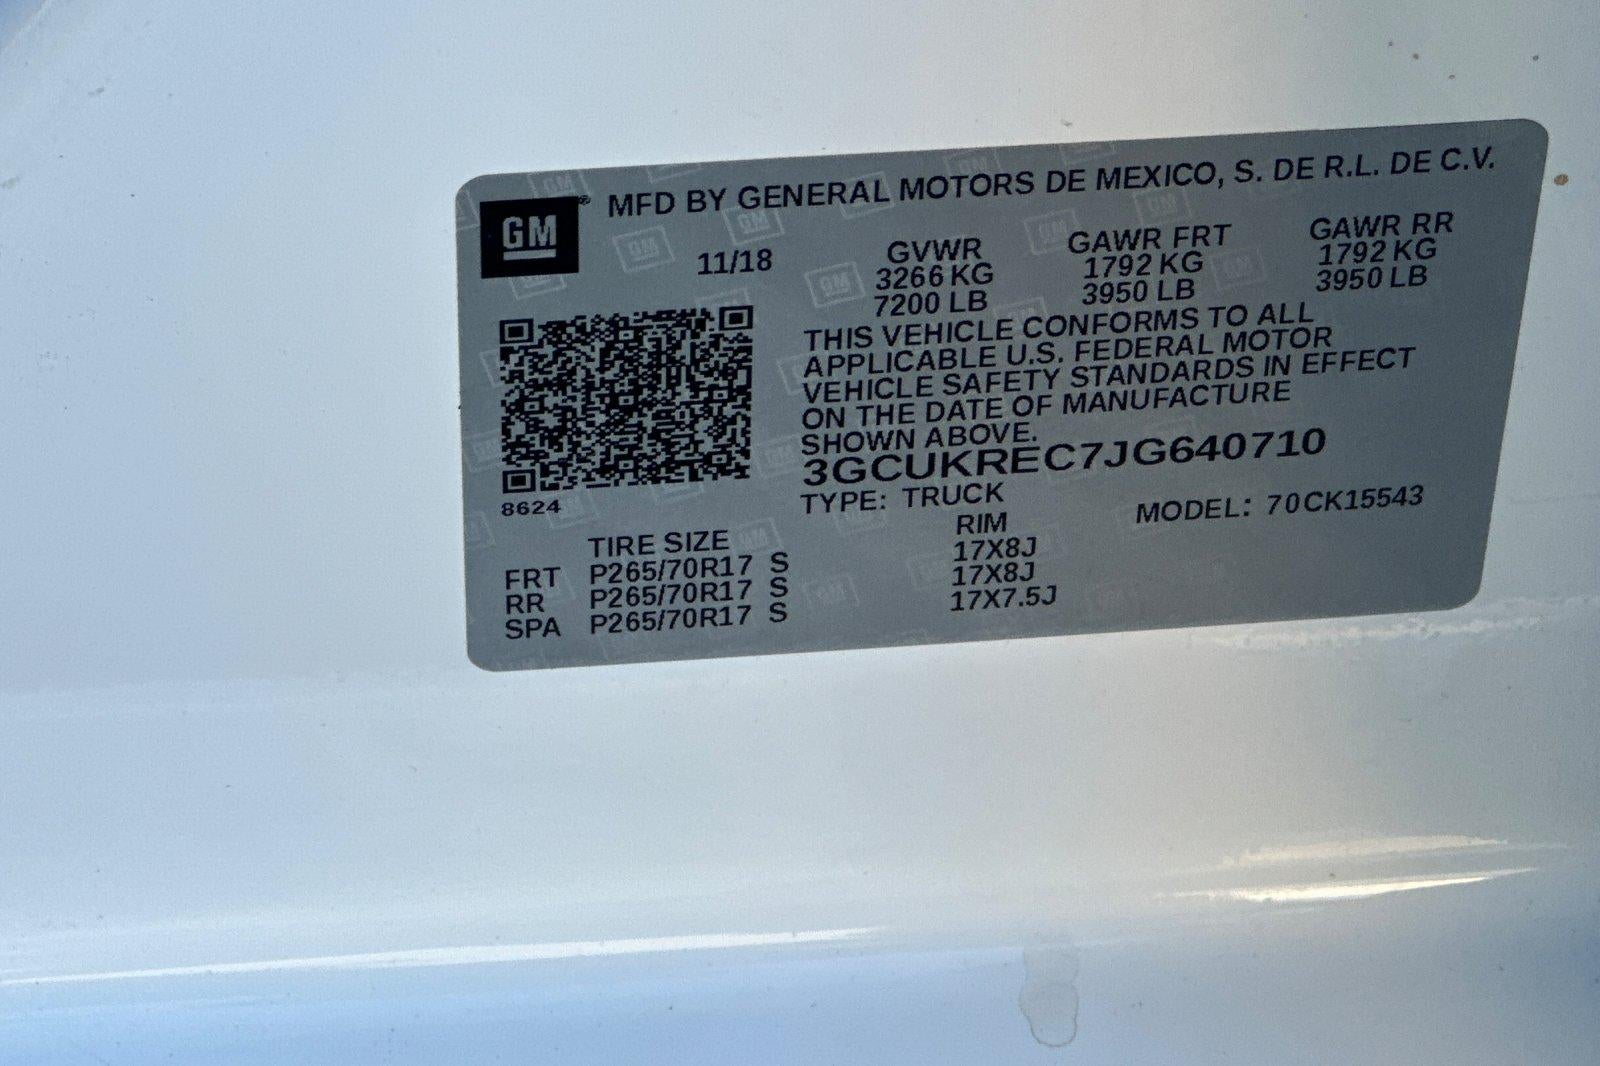 GM® MFD BY GENERAL MOTORS DE MEXICO, S. DE R.L. DE C.V.
11/18 GVWR GAWR FRT GAWR RR
3266 KG 1792 KG 1792 KG
7200 LB 3950 LB 3950 LB
THIS VEHICLE CONFORMS TO ALL
APPLICABLE U.S. FEDERAL MOTOR
VEHICLE SAFETY STANDARDS IN EFFECT
ON THE DATE OF MANUFACTURE
SHOWN ABOVE.
3GCUKREC7JG640710
8624 TYPE: TRUCK MODEL: 70CK15543
TIRE SIZE RIM
FRT P265/70R17 S 17X8J
RR P265/70R17 S 17X8J
SPA P265/70R17 S 17X7.5J